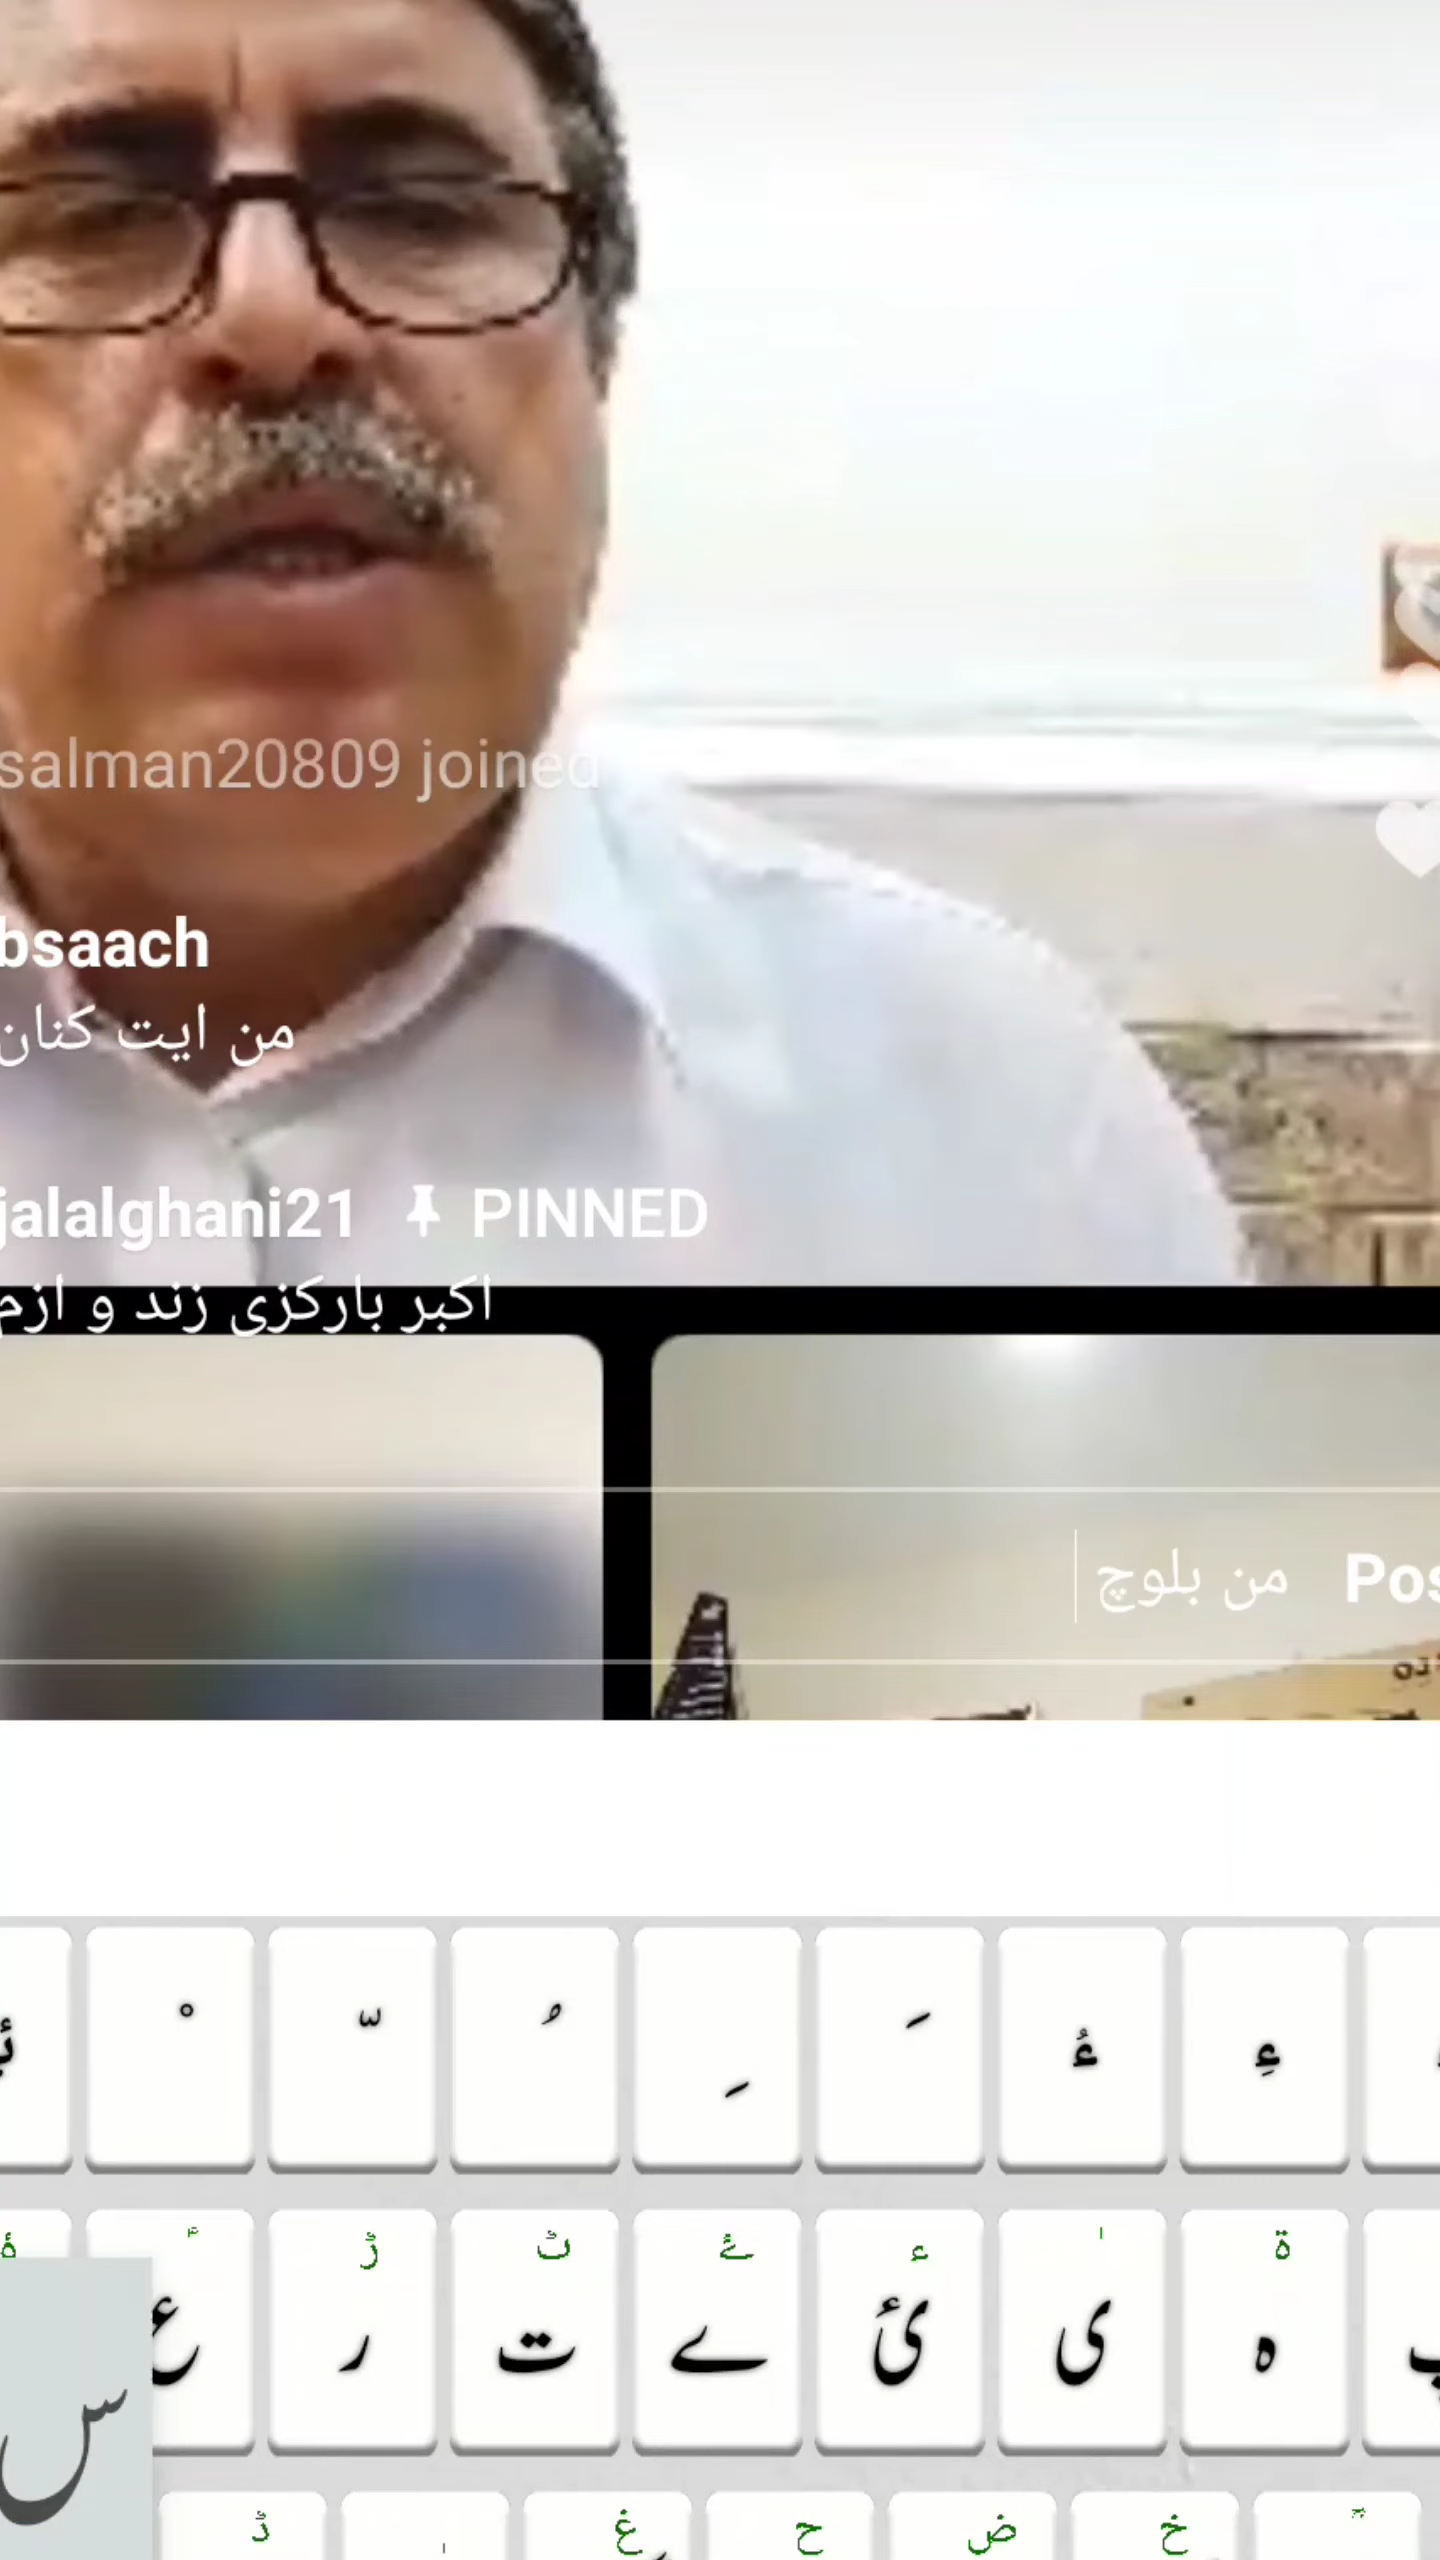 salman20809 joined
bsaach
من ایت کنان
jalalghani21 PINNED
اکبر بارکزی زند و ازم
من بلوچ
Pos
ْ ّ ُ ِ َ ءُ ءِ
ڑ ٹ ۓ ء ٰ ة
ع ر ت ے ئ ی ہ پ
س
ڈ غ ح ض خ